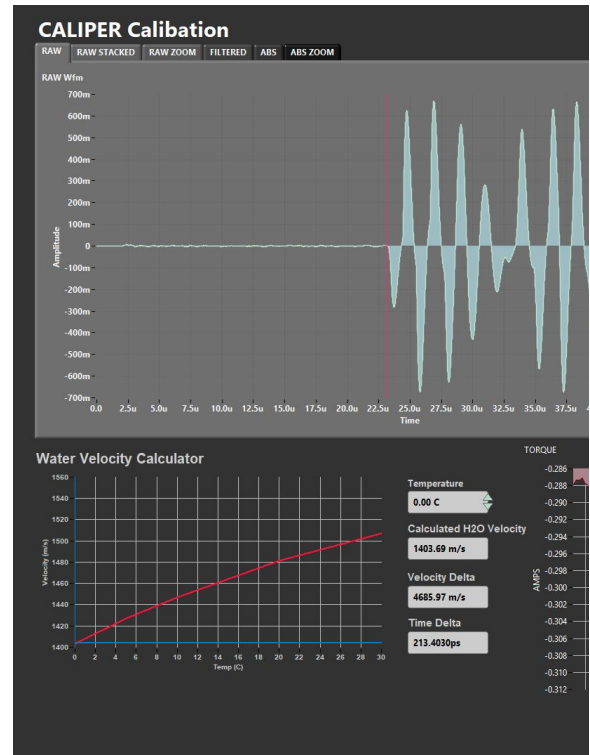 CALIPER Calibation
RAW RAW STACKED RAW ZOOM FILTERED ABS ABS ZOOM
RAW Wfm
700m
600m
500m
400m
300m
200m
100m
0
-100m
-200m
-300m
-400m
-500m
-600m
-700m
Amplitude
0.0 2.5u 5.0u 7.5u 10.0u 12.5u 15.0u 17.5u 20.0u 22.5u 25.0u 27.5u 30.0u 32.5u 35.0u 37.5u 4
Time
Water Velocity Calculator
1560
1540
1520
1500
1480
1460
1440
1420
1400
Velocity (m/s)
0 2 4 6 8 10 12 14 16 18 20 22 24 26 28 30
Temp (C)
Temperature
0.00 C
Calculated H2O Velocity
1403.69 m/s
Velocity Delta
4685.97 m/s
Time Delta
213.4030ps
TORQUE
-0.286
-0.288
-0.290
-0.292
-0.294
-0.296
-0.298
-0.300
-0.302
-0.304
-0.306
-0.308
-0.310
-0.312
AMPS